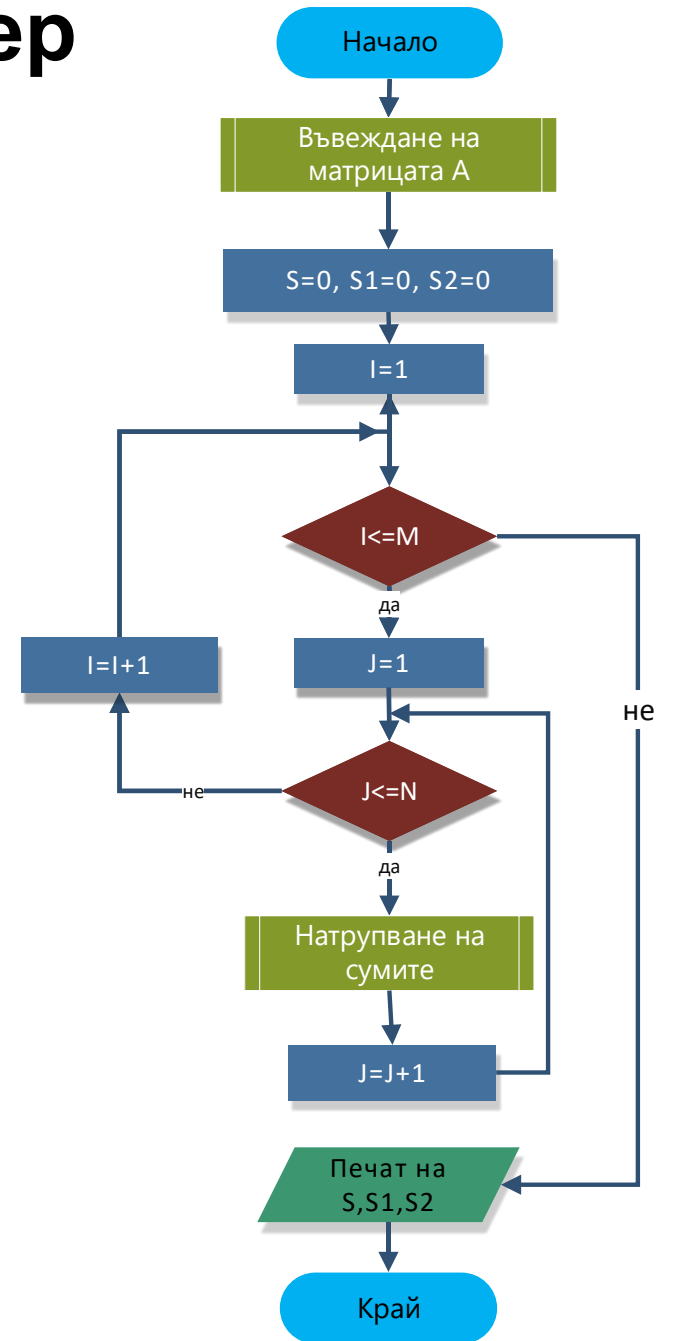 ер
Начало
Въвеждане на
матрицата А
S=0, S1=0, S2=0
I=1
I<=M
да
J=1
I=I+1
не
J<=N
не
да
Натрупване на
сумите
J=J+1
Печат на
S,S1,S2
Край